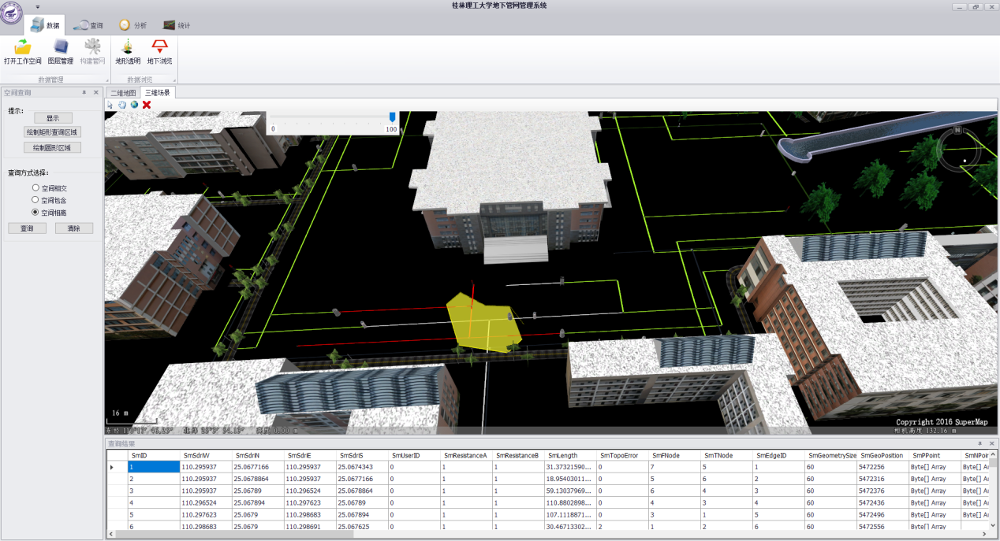 桂林理工大学地下管网管理系统
数据 查询 分析 统计
打开工作空间 图层管理 构建管网 地形透明 地下浏览
数据管理 数据浏览
空间查询
二维地图 三维场景
提示:
显示
绘制矩形查询区域
绘制圆形区域
查询方式选择:
空间相交
空间包含
空间相离
查询 清除
0 100
N
16 m
Copyright 2016 SuperMap
相机高度 132.16 m
查询结果
SmID SmSdriW SmSdriN SmSdriE SmSdriS SmUserID SmResistanceA SmResistanceB SmLength SmTopoError SmFNode SmTNode SmEdgeID SmGeometrySize SmGeoPosition SmPPoint SmNPoin
1 110.295937 25.0677166 110.295937 25.0674343 0 1 1 31.37321590... 0 7 5 1 60 5472256 Byte[] Array Byte[] Ar
2 110.295937 25.0678864 110.295937 25.0677166 0 1 1 18.95403011... 0 5 6 2 60 5472316 Byte[] Array Byte[] Ar
3 110.295937 25.06789 110.296524 25.0678864 0 1 1 59.13037969... 0 6 4 3 60 5472376 Byte[] Array Byte[] Ar
4 110.296524 25.067894 110.297623 25.06789 0 1 1 110.8802898... 0 4 3 4 60 5472436 Byte[] Array Byte[] Ar
5 110.297623 25.0679 110.298683 25.067894 0 1 1 107.1118871... 0 3 1 5 60 5472496 Byte[] Array Byte[] Ar
6 110.298683 25.0679 110.298691 25.067625 0 1 1 30.46713302... 2 1 2 6 60 5472556 Byte[] Array